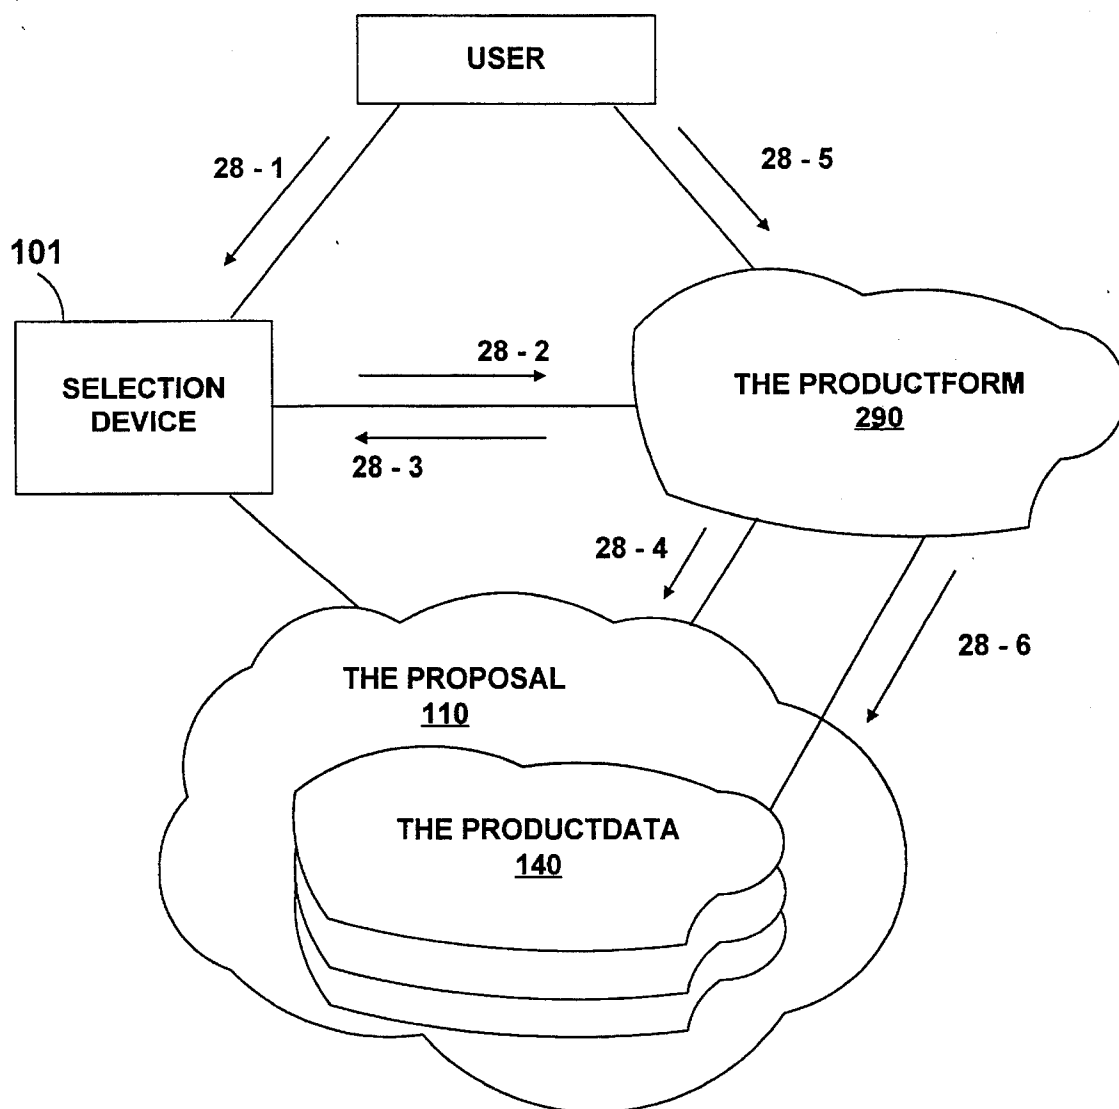 USER
28 - 1
28 - 5
101
28 - 2
SELECTION
DEVICE
THE PRODUCTFORM
290
28 - 3
28 - 4
28 - 6
THE PROPOSAL
110
THE PRODUCTDATA
140